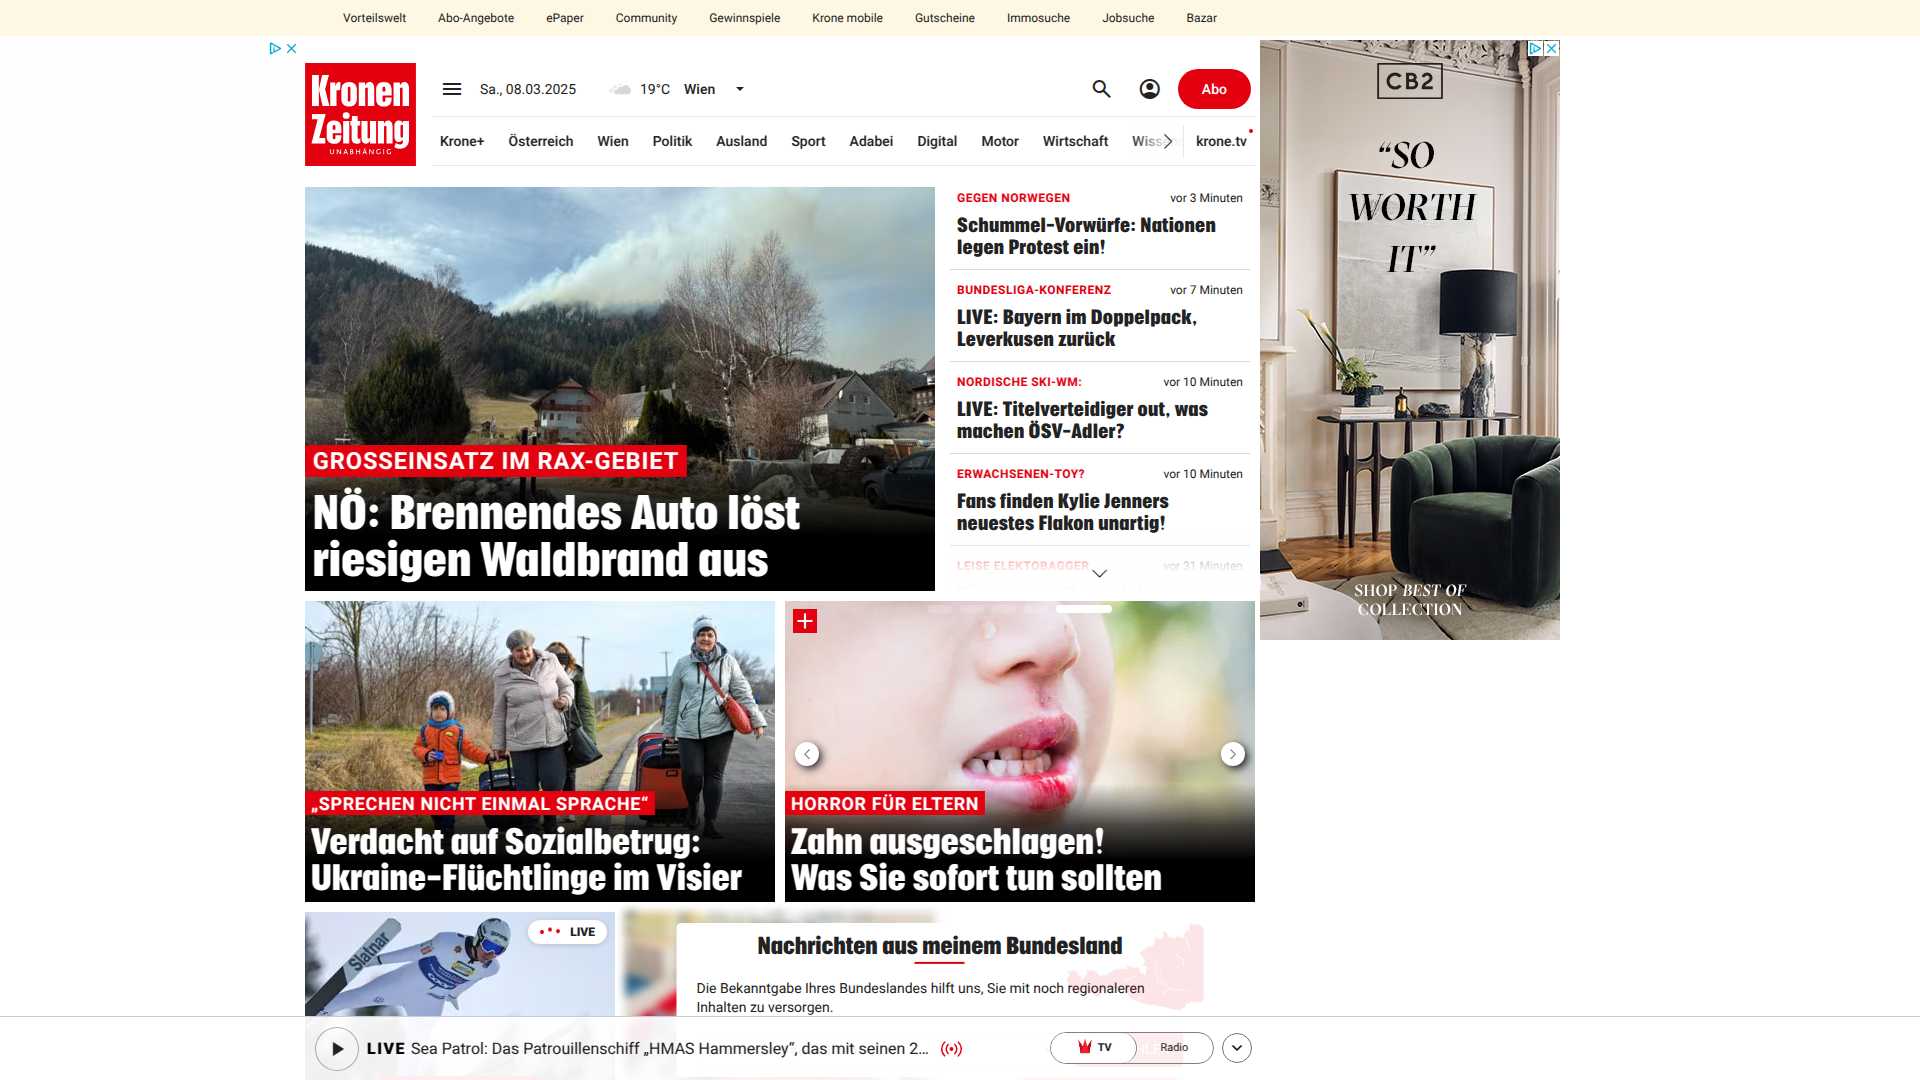 Vorteilswelt Abo-Angebote ePaper Community Gewinnspiele Krone mobile Gutscheine Immosuche Jobsuche Bazar
Kronen
Zeitung
UNABHÄNGIG
Sa., 08.03.2025 19°C Wien
Abo
Krone+ Österreich Wien Politik Ausland Sport Adabei Digital Motor Wirtschaft krone.tv
GROSSEINSATZ IM RAX-GEBIET
NÖ: Brennendes Auto löst
riesigen Waldbrand aus
GEGEN NORWEGEN vor 3 Minuten
Schummel-Vorwürfe: Nationen
legen Protest ein!
BUNDESLIGA-KONFERENZ vor 7 Minuten
LIVE: Bayern im Doppelpack,
Leverkusen zurück
NORDISCHE SKI-WM: vor 10 Minuten
LIVE: Titelverteidiger out, was
machen ÖSV-Adler?
ERWACHSENEN-TOY? vor 10 Minuten
Fans finden Kylie Jenners
neuestes Flakon unartig!
LEISE ELEKTOBAGGER vor 31 Minuten
CB2
“SO
WORTH
IT”
SHOP BEST OF
COLLECTION
„SPRECHEN NICHT EINMAL SPRACHE“
Verdacht auf Sozialbetrug:
Ukraine-Flüchtlinge im Visier
HORROR FÜR ELTERN
Zahn ausgeschlagen!
Was Sie sofort tun sollten
Slatnar
LIVE
Nachrichten aus meinem Bundesland
Die Bekanntgabe Ihres Bundeslandes hilft uns, Sie mit noch regionaleren
Inhalten zu versorgen.
LIVE Sea Patrol: Das Patrouillenschiff „HMAS Hammersley“, das mit seinen 2...
TV Radio